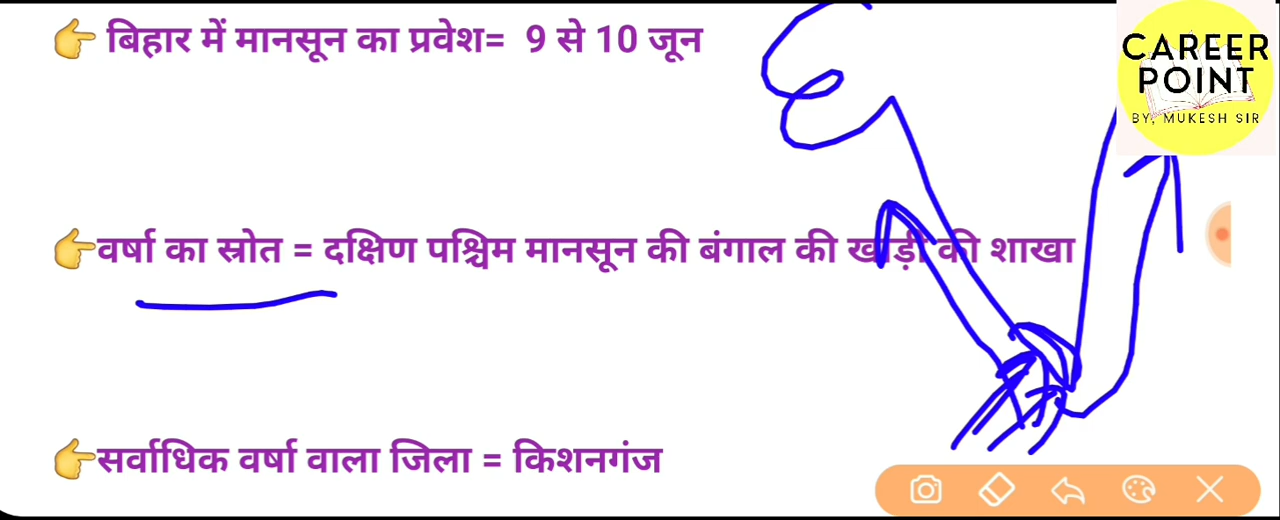 👉 बिहार में मानसून का प्रवेश= 9 से 10 जून
CAREER
POINT
BY, MUKESH SIR
👉वर्षा का स्रोत = दक्षिण पश्चिम मानसून की बंगाल की खाड़ी की शाखा
👉सर्वाधिक वर्षा वाला जिला = किशनगंज